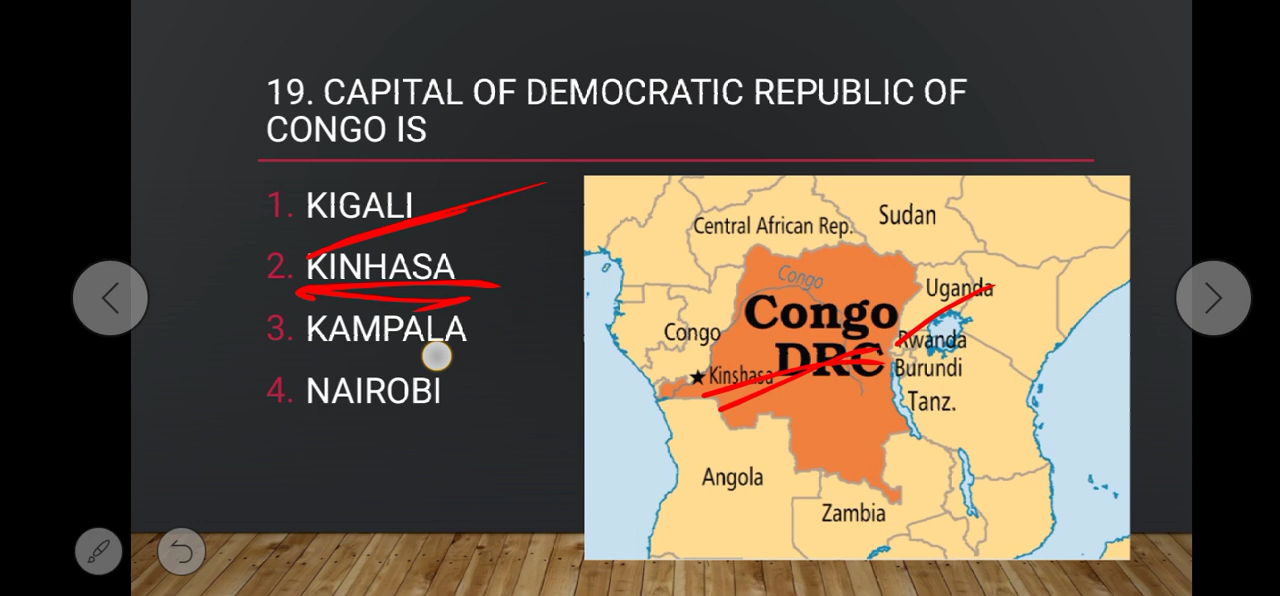 19. CAPITAL OF DEMOCRATIC REPUBLIC OF
CONGO IS
1. KIGALI
2. KINHASA
3. KAMPALA
4. NAIROBI
Central African Rep.
Sudan
Congo
Uganda
Congo
Congo
DRC
Rwanda
Kinshasa
Burundi
Tanz.
Angola
Zambia